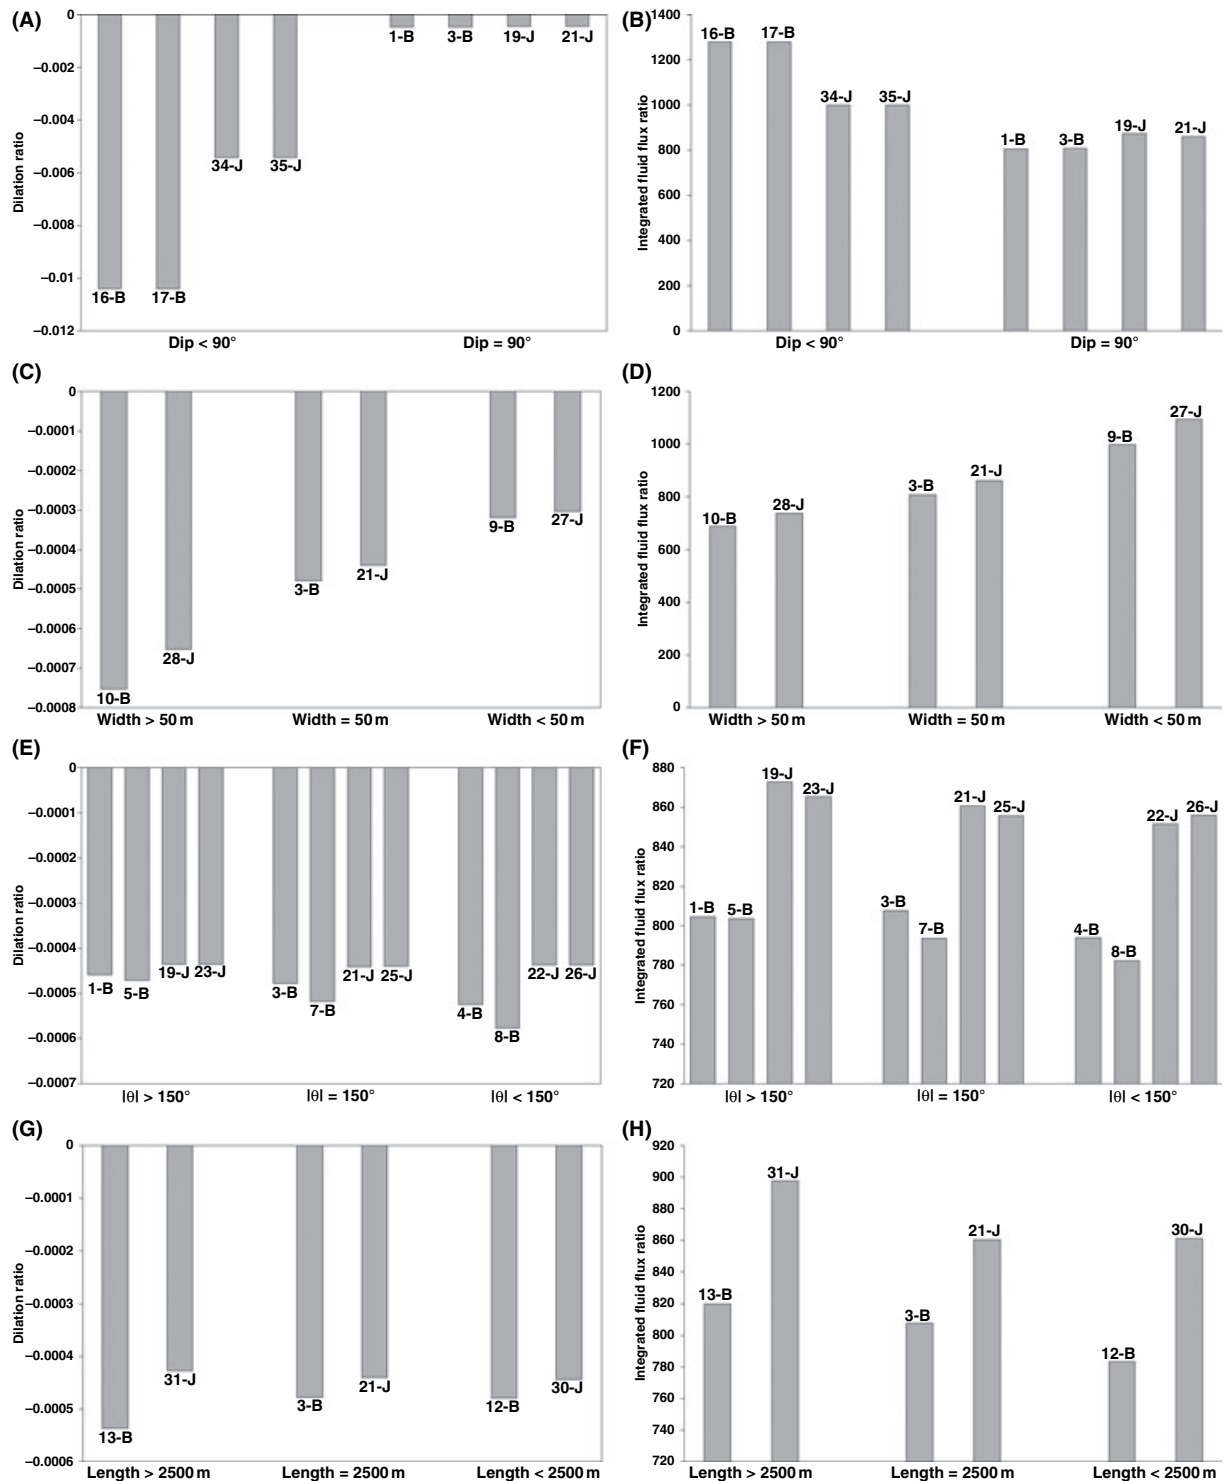 (A)
Dilation ratio
0
–0.002
–0.004
–0.006
–0.008
–0.01
–0.012
1-B 3-B 19-J 21-J
34-J 35-J
16-B 17-B
Dip < 90° Dip = 90°
(B)
Integrated fluid flux ratio
1400
1200
1000
800
600
400
200
0
16-B 17-B
34-J 35-J
1-B 3-B 19-J 21-J
Dip < 90° Dip = 90°
(C)
Dilation ratio
0
–0.0001
–0.0002
–0.0003
–0.0004
–0.0005
–0.0006
–0.0007
–0.0008
10-B 28-J 3-B 21-J 9-B 27-J
Width > 50 m Width = 50 m Width < 50 m
(D)
Integrated fluid flux ratio
1200
1000
800
600
400
200
0
10-B 28-J 3-B 21-J 9-B 27-J
Width > 50 m Width = 50 m Width < 50 m
(E)
Dilation ratio
0
–0.0001
–0.0002
–0.0003
–0.0004
–0.0005
–0.0006
–0.0007
1-B 5-B 19-J 23-J 3-B 7-B 21-J 25-J 4-B 8-B 22-J 26-J
|θ| > 150° |θ| = 150° |θ| < 150°
(F)
Integrated fluid flux ratio
880
860
840
820
800
780
760
740
720
1-B 5-B 19-J 23-J 3-B 7-B 21-J 25-J 4-B 8-B 22-J 26-J
|θ| > 150° |θ| = 150° |θ| < 150°
(G)
Dilation ratio
0
–0.0001
–0.0002
–0.0003
–0.0004
–0.0005
–0.0006
13-B 31-J 3-B 21-J 12-B 30-J
Length > 2500 m Length = 2500 m Length < 2500 m
(H)
Integrated fluid flux ratio
920
900
880
860
840
820
800
780
760
740
720
13-B 31-J 3-B 21-J 12-B 30-J
Length > 2500 m Length = 2500 m Length < 2500 m